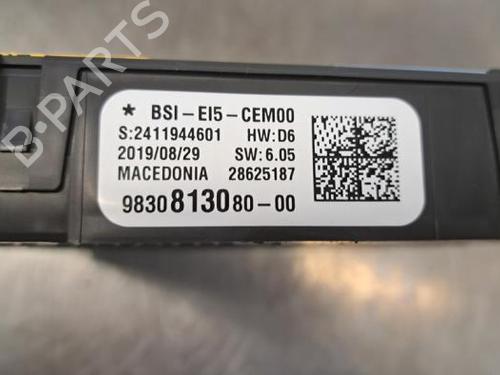 B-PARTS
* BSI-EI5-CEM00
S:2411944601 HW:D6
2019/08/29 SW:6.05
MACEDONIA 28625187
9830813080-00